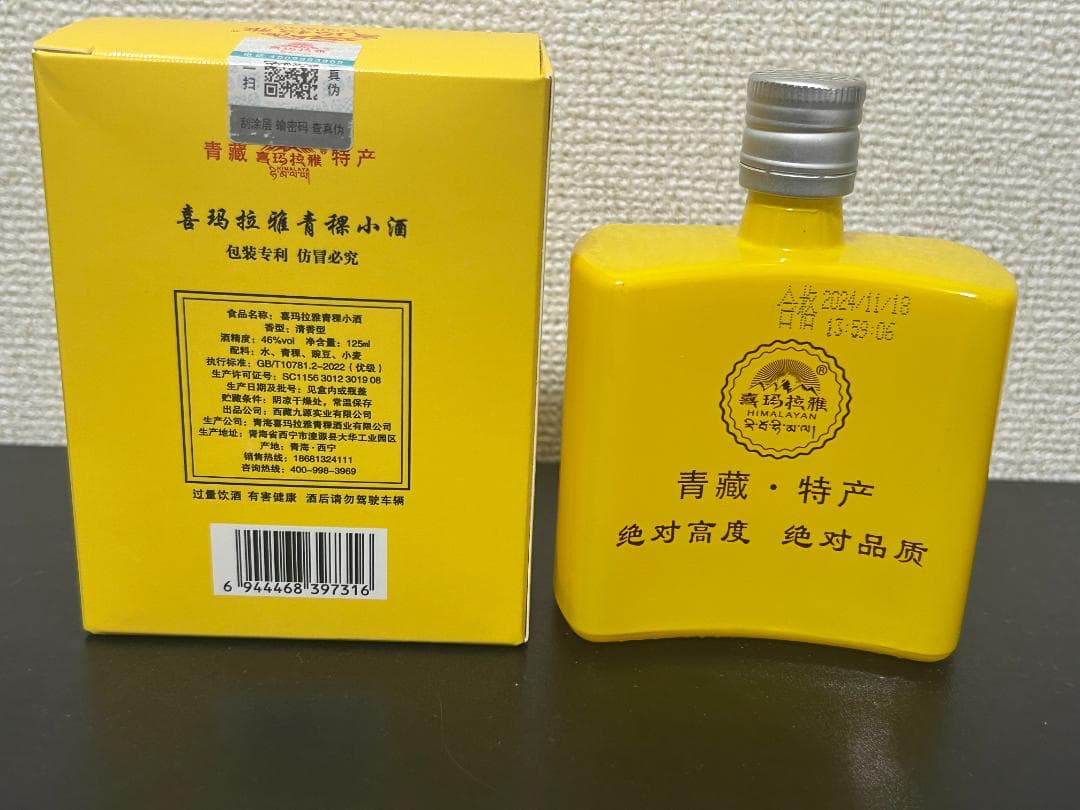 扫
真
伪
刮涂层 输密码 查真伪
青藏 喜玛拉雅 特产
HIMALAYA
喜玛拉雅青稞小酒
包装专利 仿冒必究
食品名称：喜玛拉雅青稞小酒
香型：清香型
酒精度：46%vol 净含量：125ml
配料：水、青稞、豌豆、小麦
执行标准：GB/T10781.2-2022（优级）
生产许可证号：SC1156 3012 3019 08
生产日期及批号：见盒内或瓶盖
贮藏条件：阴凉干燥处，常温保存
出品公司：西藏九源实业有限公司
生产公司：青海喜玛拉雅青稞酒业有限公司
生产地址：青海省西宁市湟源县大华工业园区
产地：青海·西宁
销售热线：18681324111
咨询热线：400-998-3969
过量饮酒 有害健康 酒后请勿驾驶车辆
6 944468 397316
2024/11/18
日期 13:59:06
喜玛拉雅®
HIMALAYAN
青藏·特产
绝对高度 绝对品质